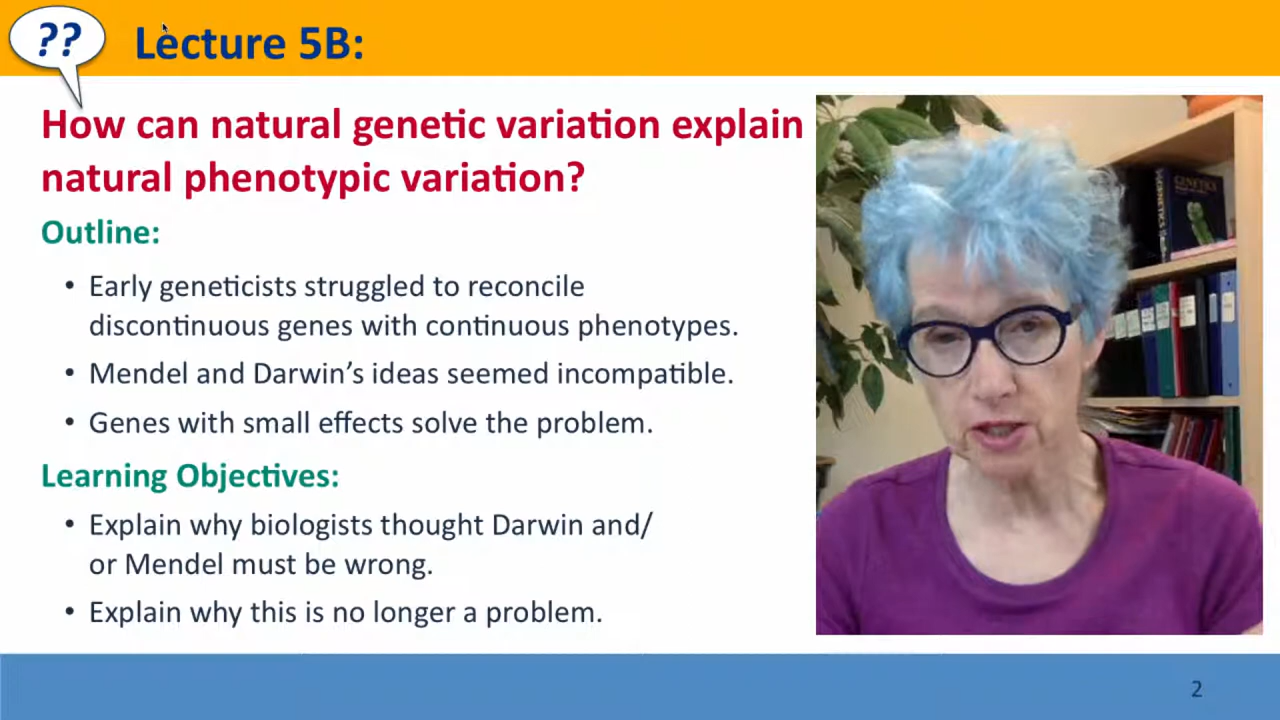 ??
Lecture 5B:
How can natural genetic variation explain
natural phenotypic variation?
Outline:
• Early geneticists struggled to reconcile
discontinuous genes with continuous phenotypes.
• Mendel and Darwin's ideas seemed incompatible.
• Genes with small effects solve the problem.
Learning Objectives:
• Explain why biologists thought Darwin and/
or Mendel must be wrong.
• Explain why this is no longer a problem.
GENETICS
2